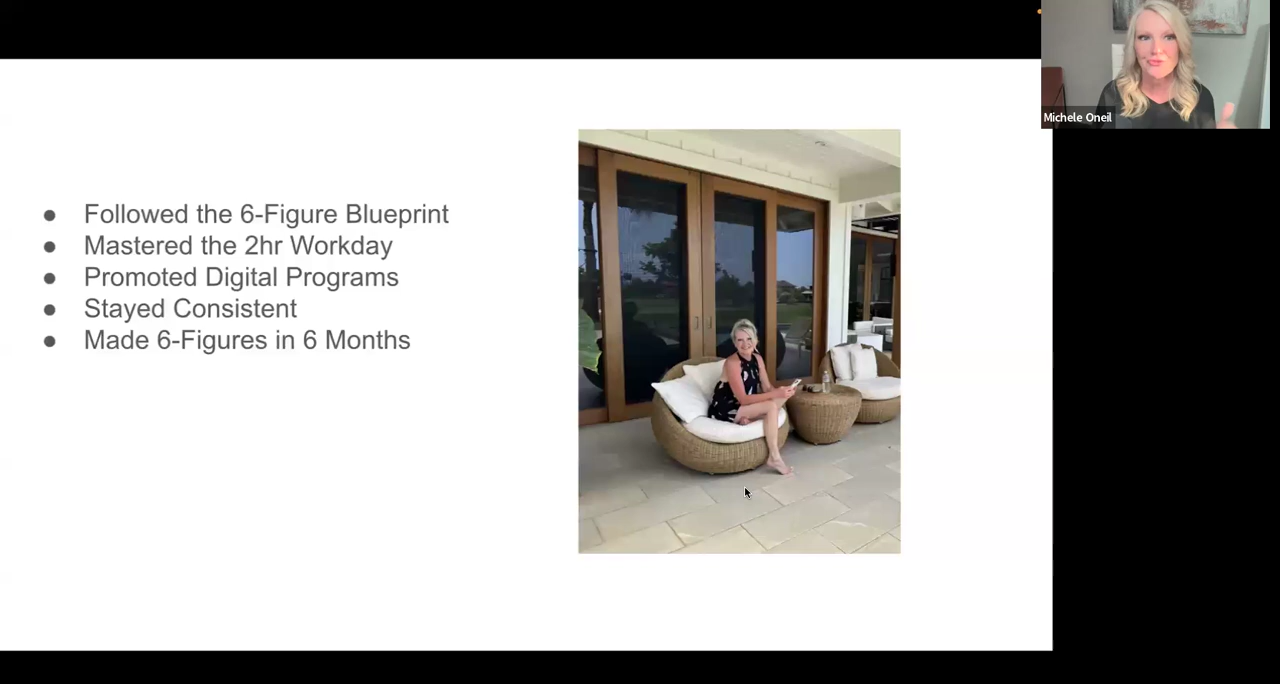 Followed the 6-Figure Blueprint
Mastered the 2hr Workday
Promoted Digital Programs
Stayed Consistent
Made 6-Figures in 6 Months
Michele Oneil